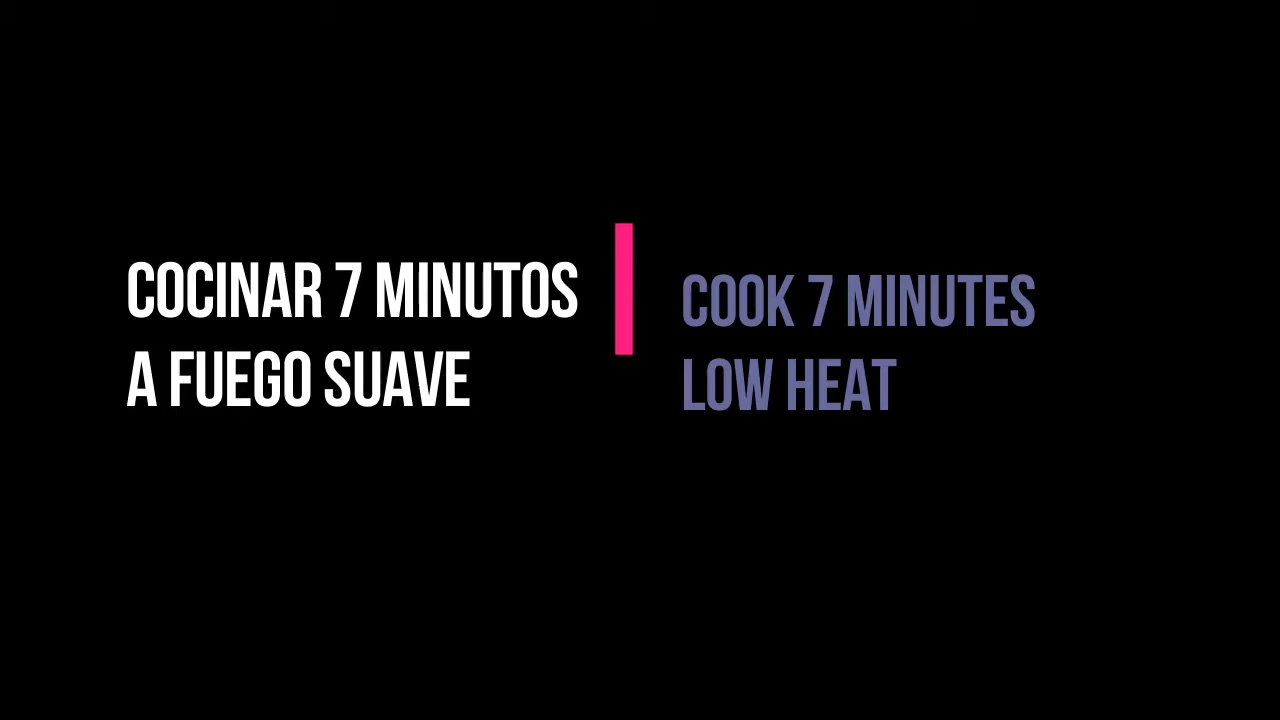 COCINAR 7 MINUTOS
A FUEGO SUAVE
COOK 7 MINUTES
LOW HEAT